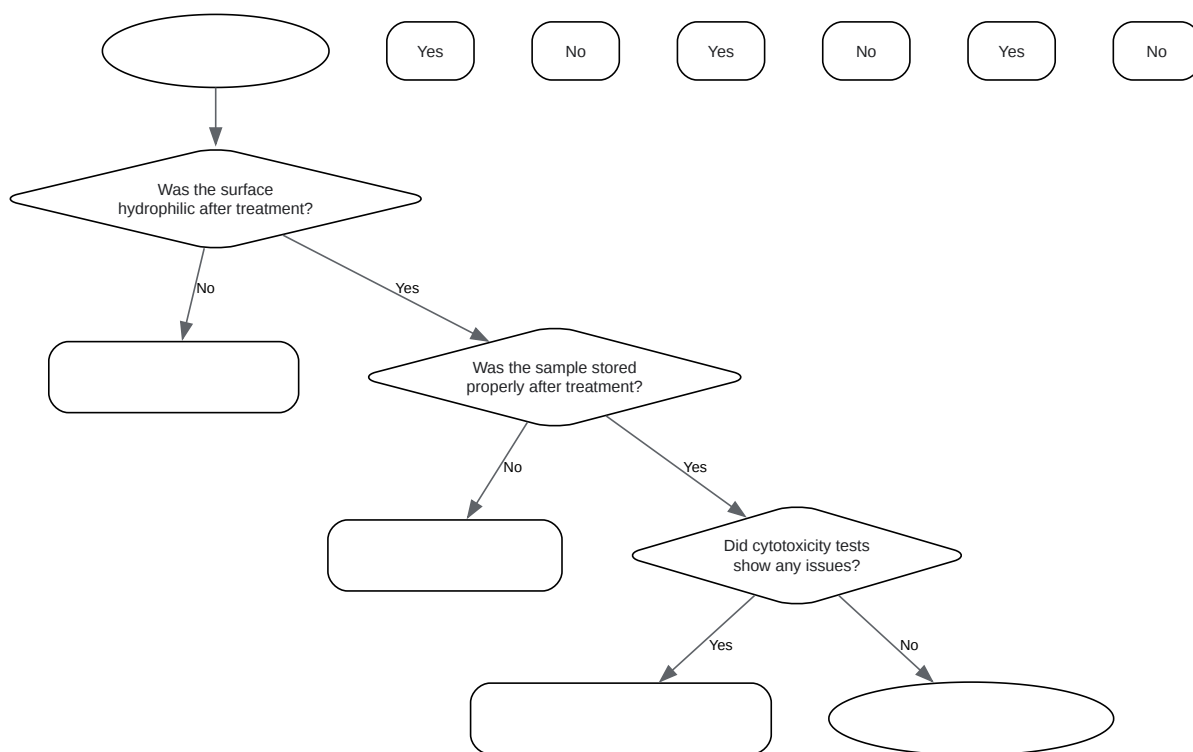 Yes
No
Yes
No
Yes
No
Was the surface
hydrophilic after treatment?
No
Yes
Was the sample stored
properly after treatment?
No
Yes
Did cytotoxicity tests
show any issues?
Yes
No